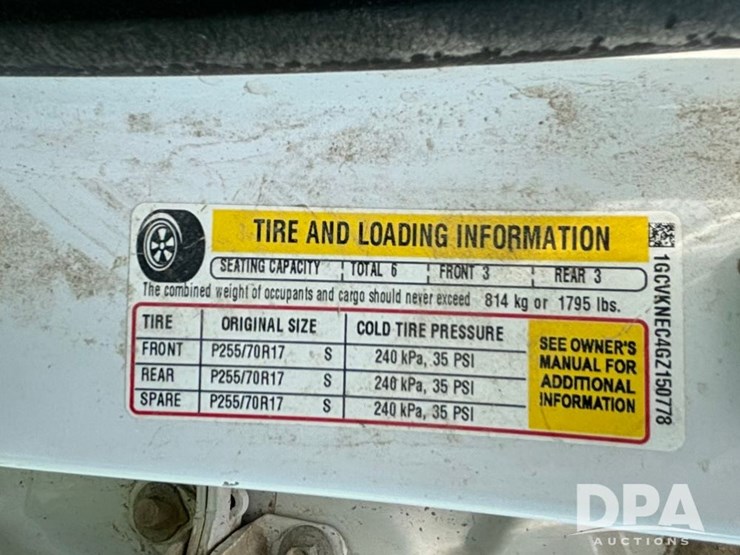 TIRE AND LOADING INFORMATION
SEATING CAPACITY TOTAL 6 FRONT 3 REAR 3
The combined weight of occupants and cargo should never exceed 814 kg or 1795 lbs.
TIRE ORIGINAL SIZE COLD TIRE PRESSURE
FRONT P255/70R17 S 240 kPa, 35 PSI
REAR P255/70R17 S 240 kPa, 35 PSI
SPARE P255/70R17 S 240 kPa, 35 PSI
SEE OWNER'S
MANUAL FOR
ADDITIONAL
INFORMATION
1GCVKNEC4GZ150778
DPA
AUCTIONS